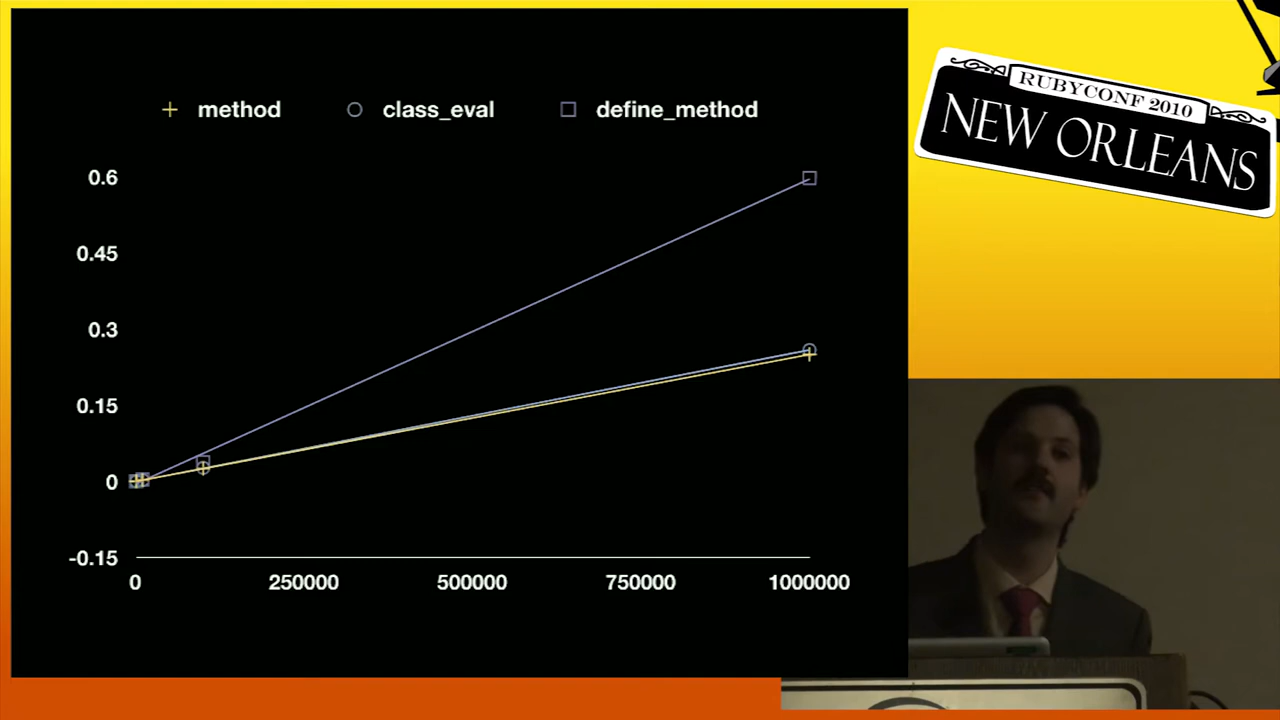 method class_eval define_method
0.6
0.45
0.3
0.15
0
-0.15
0 250000 500000 750000 1000000
RUBYCONF 2010
NEW ORLEANS